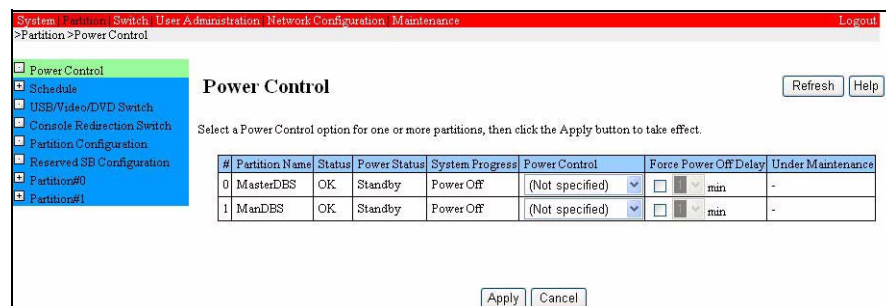 System | Partition | Switch | User Administration | Network Configuration | Maintenance Logout
>Partition >Power Control
Power Control
Schedule
USB/Video/DVD Switch
Console Redirection Switch
Partition Configuration
Reserved SB Configuration
Partition#0
Partition#1
Power Control
Refresh Help
Select a Power Control option for one or more partitions, then click the Apply button to take effect.
# Partition Name Status Power Status System Progress Power Control Force Power Off Delay Under Maintenance
0 MasterDBS OK Standby Power Off (Not specified) 1 min -
1 ManDBS OK Standby Power Off (Not specified) 1 min -
Apply Cancel